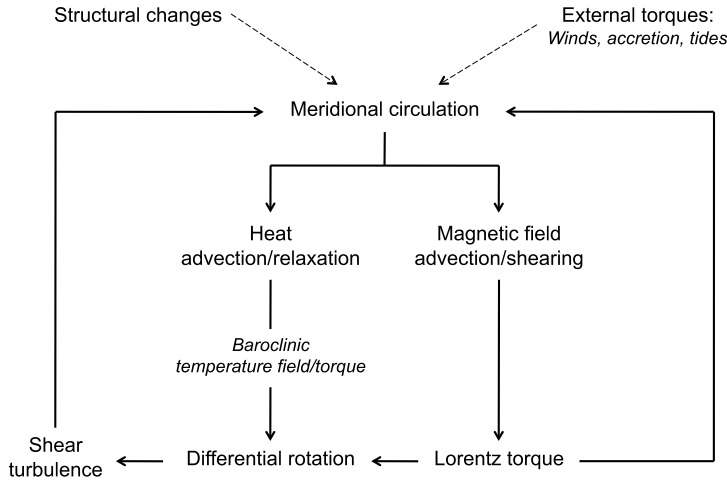 Structural changes
External torques:
Winds, accretion, tides
Meridional circulation
Heat
advection/relaxation
Magnetic field
advection/shearing
Baroclinic
temperature field/torque
Shear
turbulence
Differential rotation
Lorentz torque